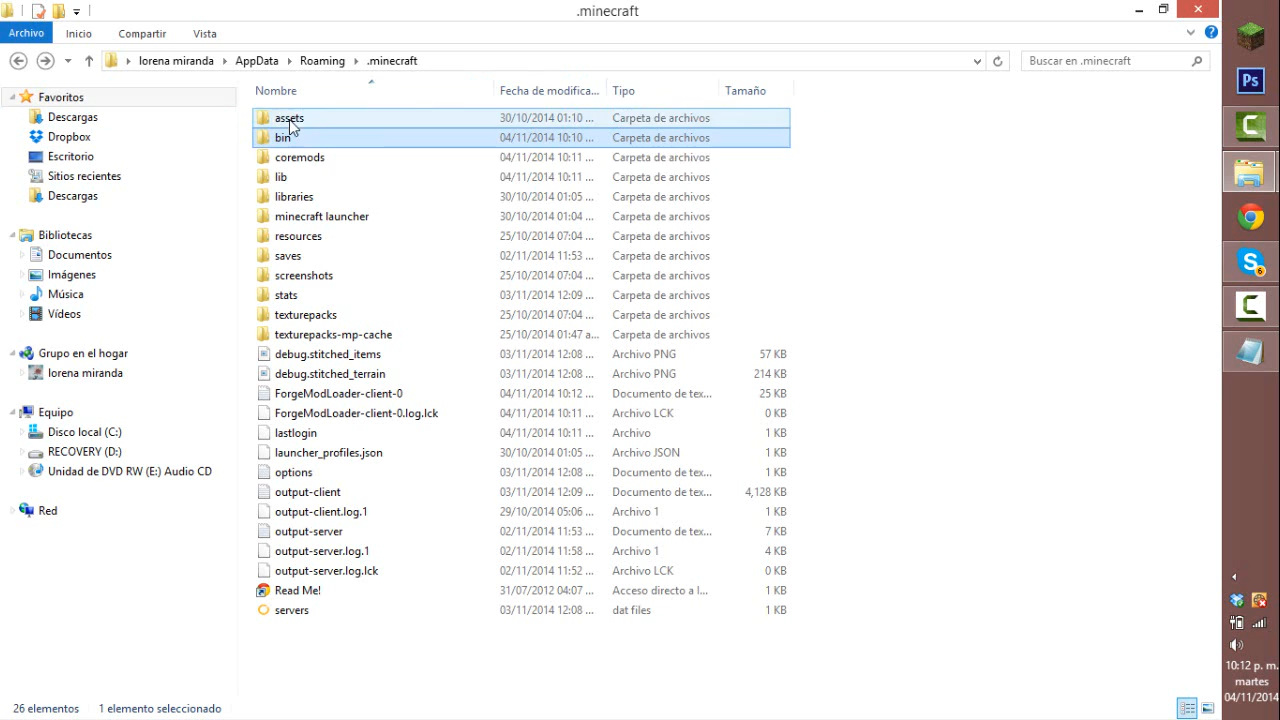 .minecraft
Archivo Inicio Compartir Vista
lorena miranda AppData Roaming .minecraft
Buscar en .minecraft
Nombre Fecha de modifica... Tipo Tamaño
Favoritos
Descargas
Dropbox
Escritorio
Sitios recientes
Descargas
Bibliotecas
Documentos
Imágenes
Música
Vídeos
Grupo en el hogar
lorena miranda
Equipo
Disco local (C:)
RECOVERY (D:)
Unidad de DVD RW (E:) Audio CD
Red
assets 30/10/2014 01:10 ... Carpeta de archivos
bin 04/11/2014 10:10 ... Carpeta de archivos
coremods 04/11/2014 10:11 ... Carpeta de archivos
lib 04/11/2014 10:11 ... Carpeta de archivos
libraries 30/10/2014 01:05 ... Carpeta de archivos
minecraft launcher 30/10/2014 01:04 ... Carpeta de archivos
resources 25/10/2014 07:04 ... Carpeta de archivos
saves 02/11/2014 11:53 ... Carpeta de archivos
screenshots 25/10/2014 07:04 ... Carpeta de archivos
stats 03/11/2014 12:09 ... Carpeta de archivos
texturepacks 25/10/2014 07:04 ... Carpeta de archivos
texturepacks-mp-cache 25/10/2014 01:47 a... Carpeta de archivos
debug.stitched_items 03/11/2014 12:08 ... Archivo PNG 57 KB
debug.stitched_terrain 03/11/2014 12:08 ... Archivo PNG 214 KB
ForgeModLoader-client-0 04/11/2014 10:12 ... Documento de tex... 25 KB
ForgeModLoader-client-0.log.lck 04/11/2014 10:11 ... Archivo LCK 0 KB
lastlogin 04/11/2014 10:11 ... Archivo 1 KB
launcher_profiles.json 30/10/2014 01:05 ... Archivo JSON 1 KB
options 03/11/2014 12:08 ... Documento de tex... 1 KB
output-client 03/11/2014 12:09 ... Documento de tex... 4,128 KB
output-client.log.1 29/10/2014 05:06 ... Archivo 1 1 KB
output-server 02/11/2014 11:53 ... Documento de tex... 7 KB
output-server.log.1 02/11/2014 11:58 ... Archivo 1 4 KB
output-server.log.lck 02/11/2014 11:52 ... Archivo LCK 0 KB
Read Me! 31/07/2012 04:07 ... Acceso directo a I... 1 KB
servers 03/11/2014 12:08 ... dat files 1 KB
26 elementos 1 elemento seleccionado
Ps
6
10:12 p. m.
martes
04/11/2014